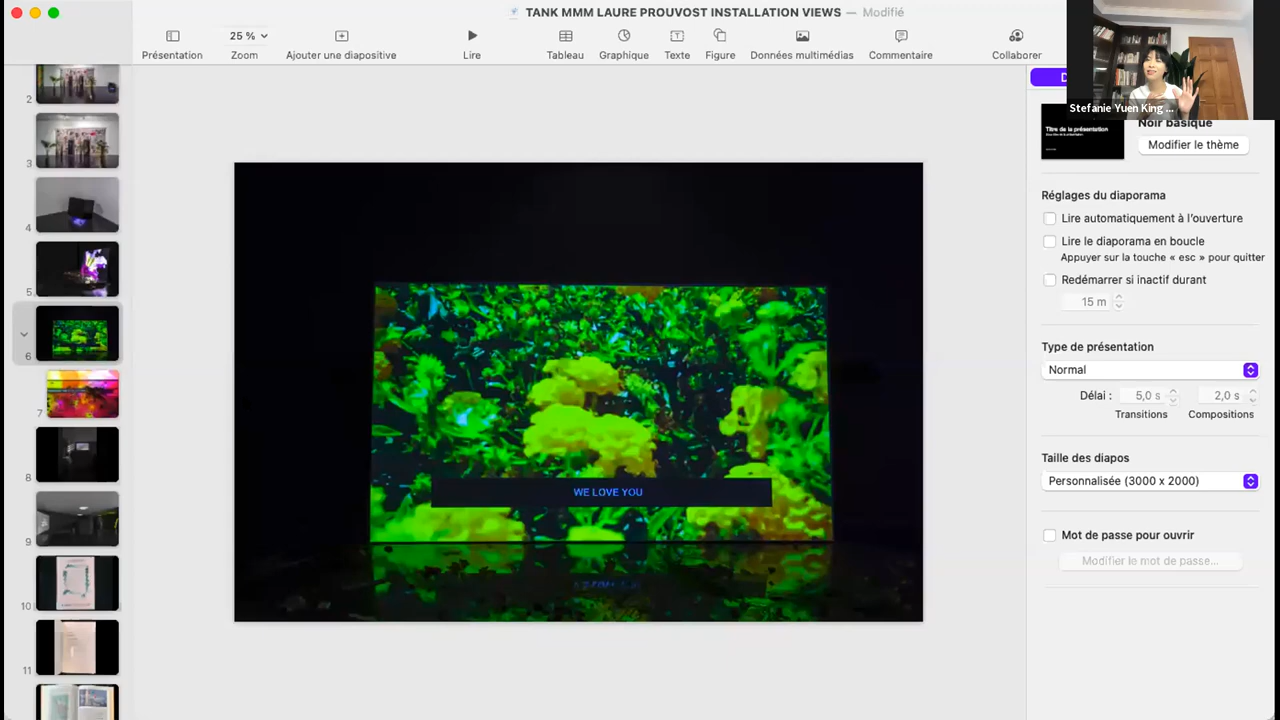 TANK MMM LAURE PROUVOST INSTALLATION VIEWS — Modifié
25 %
Présentation
Zoom
Ajouter une diapositive
Lire
Tableau
Graphique
Texte
Figure
Données multimédias
Commentaire
Collaborer
Stefanie Yuen King ...
2
3
4
5
6
7
8
9
10
11
WE LOVE YOU
D
Titre de la présentation
Noir basique
Modifier le thème
Réglages du diaporama
Lire automatiquement à l’ouverture
Lire le diaporama en boucle
Appuyer sur la touche « esc » pour quitter
Redémarrer si inactif durant
15 m
Type de présentation
Normal
Délai :
5,0 s
2,0 s
Transitions
Compositions
Taille des diapos
Personnalisée (3000 x 2000)
Mot de passe pour ouvrir
Modifier le mot de passe...